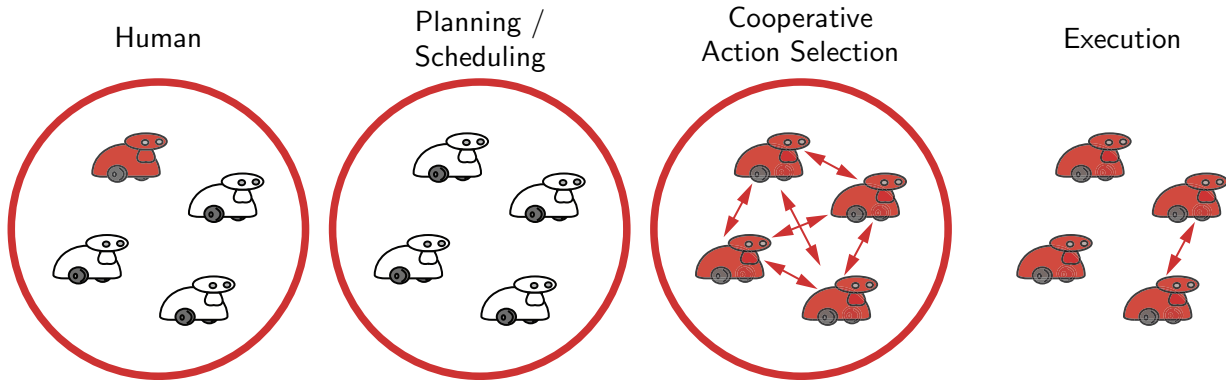 Human
Planning /
Scheduling
Cooperative
Action Selection
Execution